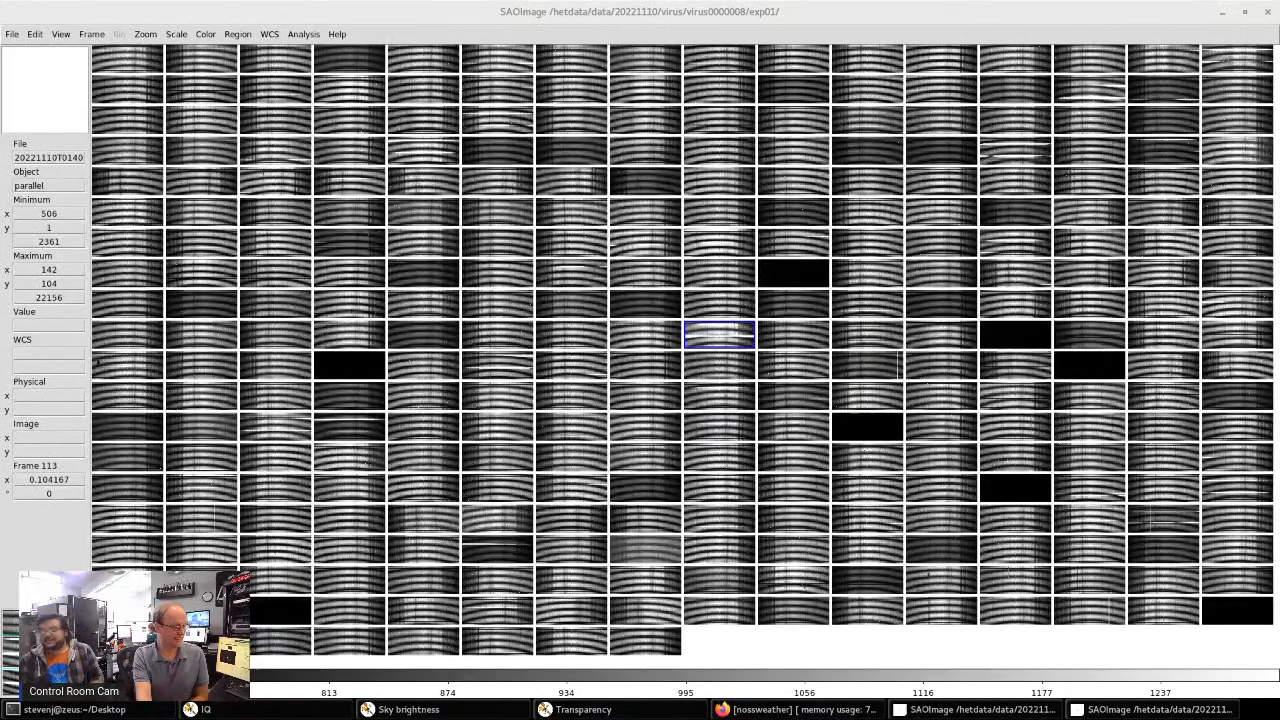 SAOImage /hetdata/data/20221110/virus/virus0000008/exp01/
File Edit View Frame Bin Zoom Scale Color Region WCS Analysis Help
File
20221110T0140
Object
parallel
Minimum
x 506
y 1
2361
Maximum
x 142
y 104
22156
Value
WCS
Physical
x
y
Image
x
y
Frame 113
x 0.104167
° 0
Control Room Cam
813 874 934 995 1056 1116 1177 1237
stevenj@zeus:~/Desktop
IQ
Sky brightness
Transparency
[nossweather] [ memory usage: 7...
SAOImage /hetdata/data/202211...
SAOImage /hetdata/data/202211...